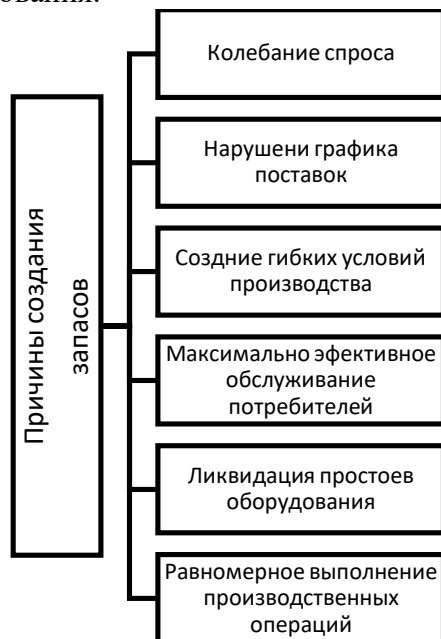 ования.
Причины создания
запасов
Колебание спроса
Нарушени графика
поставок
Создние гибких условий
производства
Максимально эфективное
обслуживание
потребителей
Ликвидация простоев
оборудования
Равномерное выполнение
производственных
операций